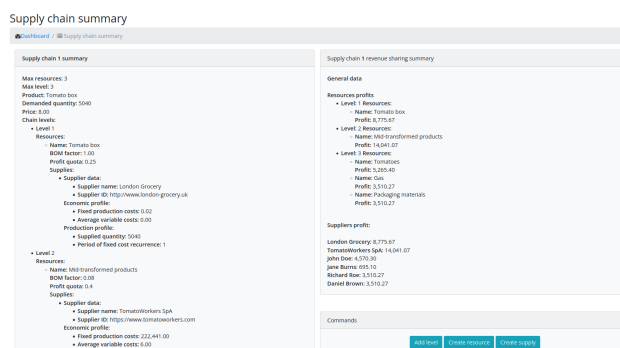 Supply chain summary
Dashboard / Supply chain summary
Supply chain 1 summary
Max resources: 3
Max level: 3
Product: Tomato box
Demanded quantity: 5040
Price: 8.00
Chain levels:
Level 1
Resources:
Name: Tomato box
BOM factor: 1.00
Profit quota: 0.25
Supplies:
Supplier data:
Supplier name: London Grocery
Supplier ID: http://www.london-grocery.uk
Economic profile:
Fixed production costs: 0.02
Average variable costs: 0.00
Production profile:
Supplied quantity: 5040
Period of fixed cost recurrence: 1
Level 2
Resources:
Name: Mid-transformed products
BOM factor: 0.08
Profit quota: 0.4
Supplies:
Supplier data:
Supplier name: TomatoWorkers SpA
Supplier ID: https://www.tomatoworkers.com
Economic profile:
Fixed production costs: 222,441.00
Average variable costs: 6.00
Supply chain 1 revenue sharing summary
General data
Resources profits
Level: 1 Resources:
Name: Tomato box
Profit: 8,775.67
Level: 2 Resources:
Name: Mid-transformed products
Profit: 14,041.07
Level: 3 Resources:
Name: Tomatoes
Profit: 5,265.40
Name: Gas
Profit: 3,510.27
Name: Packaging materials
Profit: 3,510.27
Suppliers profit:
London Grocery: 8,775.67
TomatoWorkers SpA: 14,041.07
John Doe: 4,570.30
Jane Burns: 695.10
Richard Roe: 3,510.27
Daniel Brown: 3,510.27
Commands
Add level Create resource Create supply